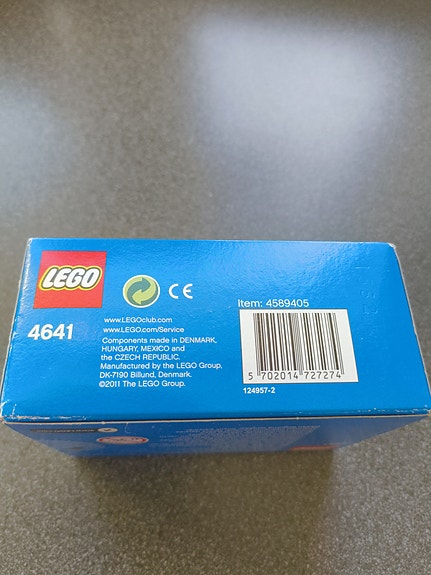 LEGO
4641
www.LEGOclub.com
www.LEGO.com/Service
Components made in DENMARK,
HUNGARY, MEXICO and
the CZECH REPUBLIC.
Manufactured by the LEGO Group,
DK-7190 Billund, Denmark.
©2011 The LEGO Group.
CE
Item: 4589405
5 702014 727274
124957-2